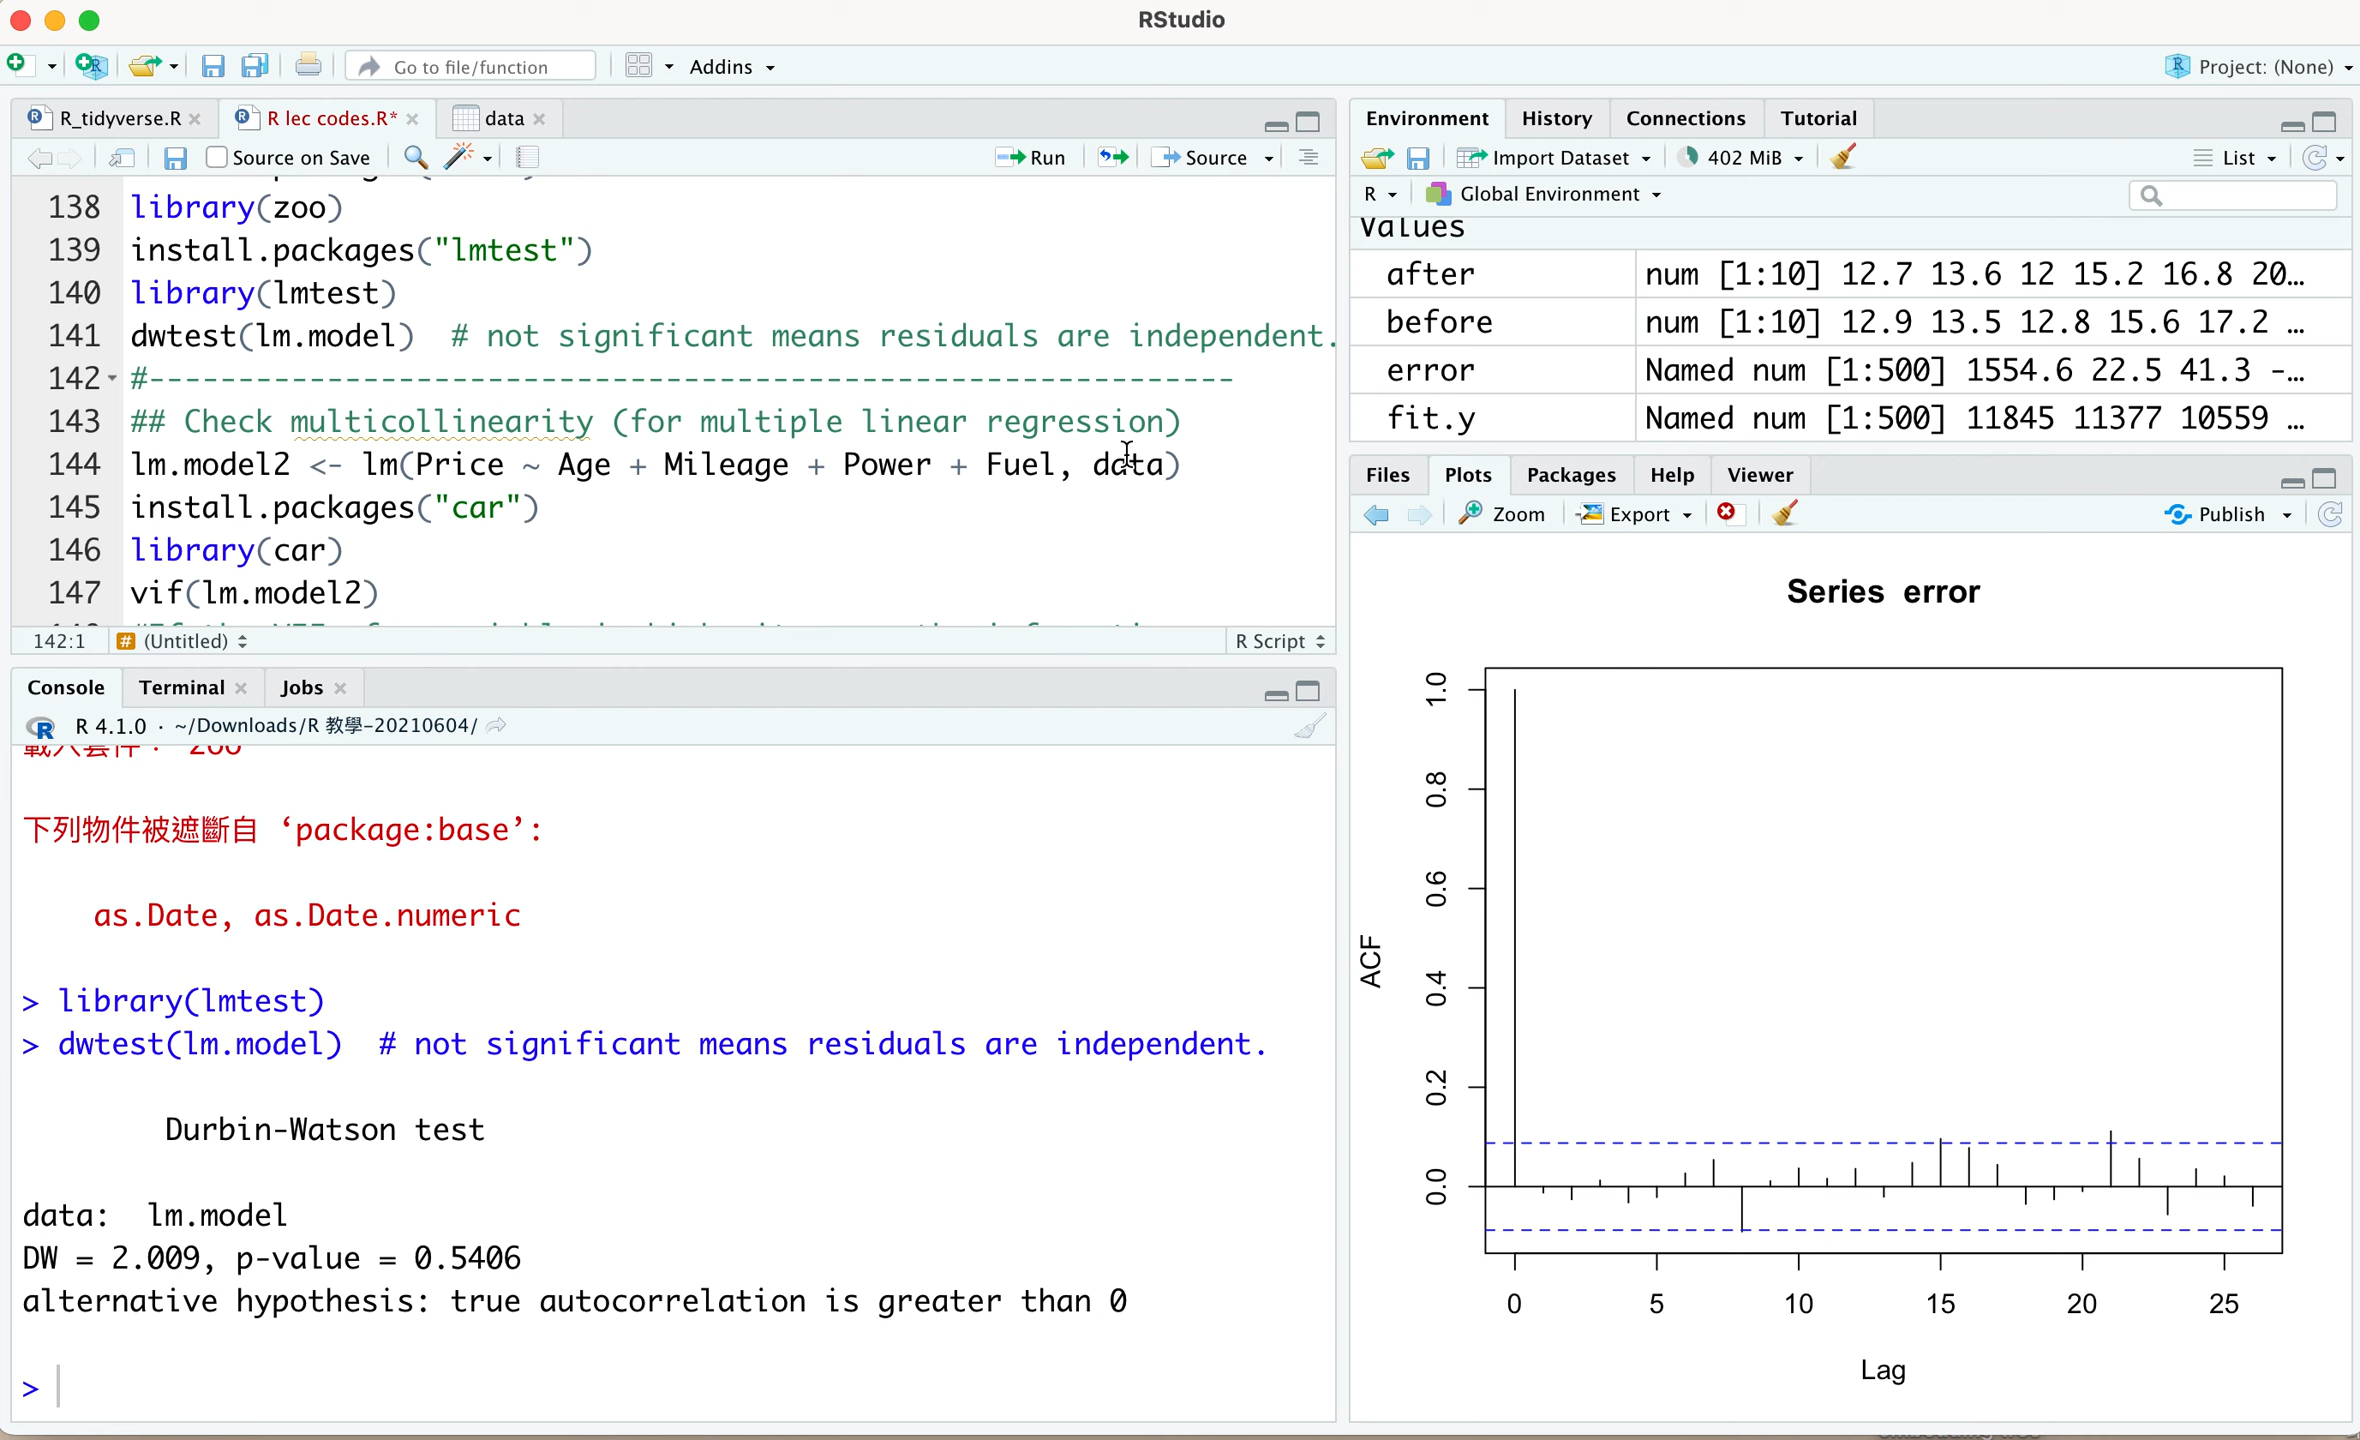 RStudio
Go to file/function
Addins
Project: (None)
R_tidyverse.R
R lec codes.R*
data
Source on Save
Run
Source
138 library(zoo)
139 install.packages("lmtest")
140 library(lmtest)
141 dwtest(lm.model)  # not significant means residuals are independent.
142 #-------------------------------------------------------------
143 ## Check multicollinearity (for multiple linear regression)
144 lm.model2 <- lm(Price ~ Age + Mileage + Power + Fuel, data)
145 install.packages("car")
146 library(car)
147 vif(lm.model2)
142:1
# (Untitled)
R Script
Console
Terminal
Jobs
R 4.1.0 · ~/Downloads/R 教學-20210604/
載入套件： ‘zoo’
下列物件被遮斷自 ‘package:base’:
as.Date, as.Date.numeric
> library(lmtest)
> dwtest(lm.model)  # not significant means residuals are independent.
Durbin-Watson test
data:  lm.model
DW = 2.009, p-value = 0.5406
alternative hypothesis: true autocorrelation is greater than 0
>
Environment
History
Connections
Tutorial
Import Dataset
402 MiB
List
R
Global Environment
Values
after num [1:10] 12.7 13.6 12 15.2 16.8 20…
before num [1:10] 12.9 13.5 12.8 15.6 17.2 …
error Named num [1:500] 1554.6 22.5 41.3 -…
fit.y Named num [1:500] 11845 11377 10559 …
Files
Plots
Packages
Help
Viewer
Zoom
Export
Publish
Series error
1.0
0.8
0.6
0.4
0.2
0.0
ACF
0 5 10 15 20 25
Lag